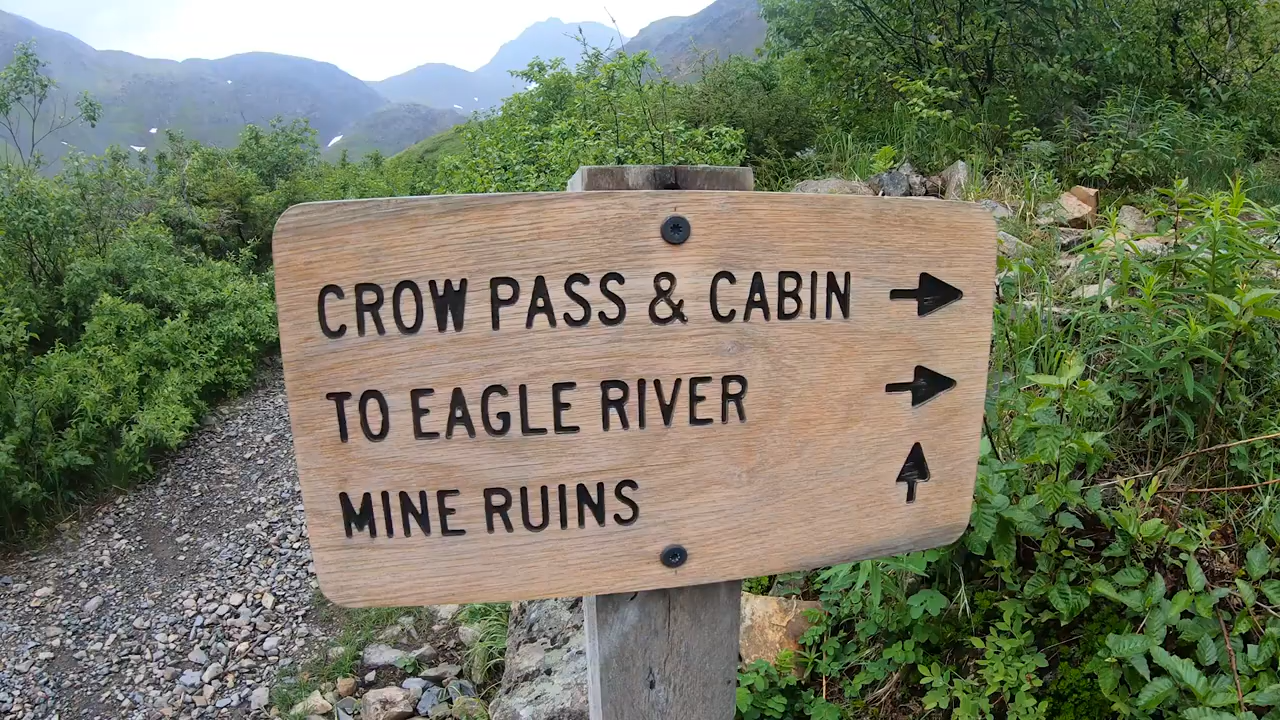 CROW PASS & CABIN →
TO EAGLE RIVER →
MINE RUINS ↑